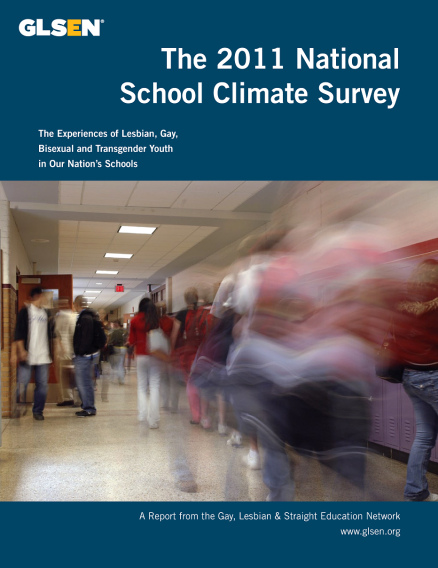 GLSEN®
The 2011 National
School Climate Survey
The Experiences of Lesbian, Gay,
Bisexual and Transgender Youth
in Our Nation's Schools
A Report from the Gay, Lesbian & Straight Education Network
www.glsen.org